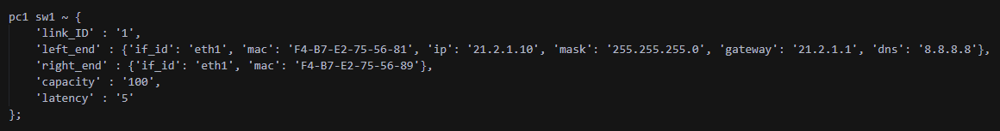 pc1 sw1 ~ {
    'link_ID' : '1',
    'left_end' : {'if_id': 'eth1', 'mac': 'F4-B7-E2-75-56-81', 'ip': '21.2.1.10', 'mask': '255.255.255.0', 'gateway': '21.2.1.1', 'dns': '8.8.8.8'},
    'right_end' : {'if_id': 'eth1', 'mac': 'F4-B7-E2-75-56-89'},
    'capacity' : '100',
    'latency' : '5'
};